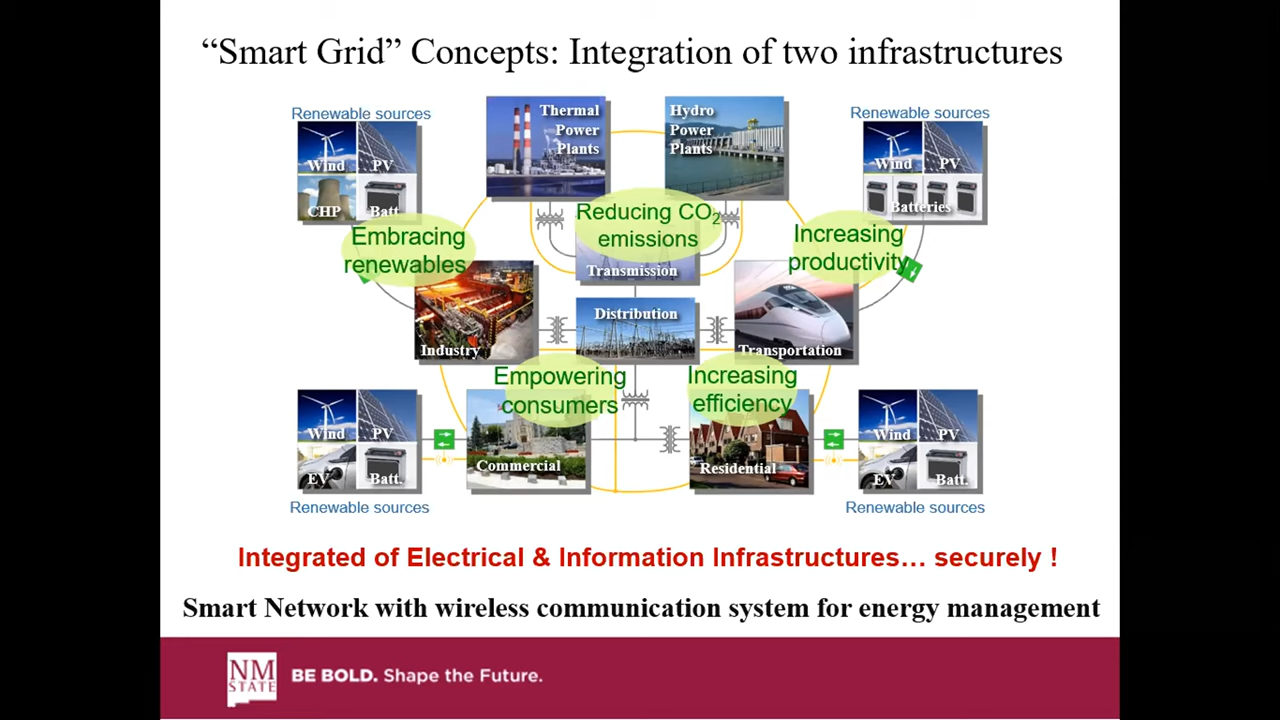 “Smart Grid” Concepts: Integration of two infrastructures
Renewable sources
Wind
PV
CHP
Batt
Thermal
Power
Plants
Hydro
Power
Plants
Renewable sources
Wind
PV
Batteries
Embracing
renewables
Reducing CO₂
emissions
Increasing
productivity
Transmission
Industry
Distribution
Transportation
Empowering
consumers
Increasing
efficiency
Wind
PV
EV
Batt.
Renewable sources
Commercial
Residential
Wind
PV
EV
Batt.
Renewable sources
Integrated of Electrical & Information Infrastructures… securely !
Smart Network with wireless communication system for energy management
NM
STATE
BE BOLD. Shape the Future.